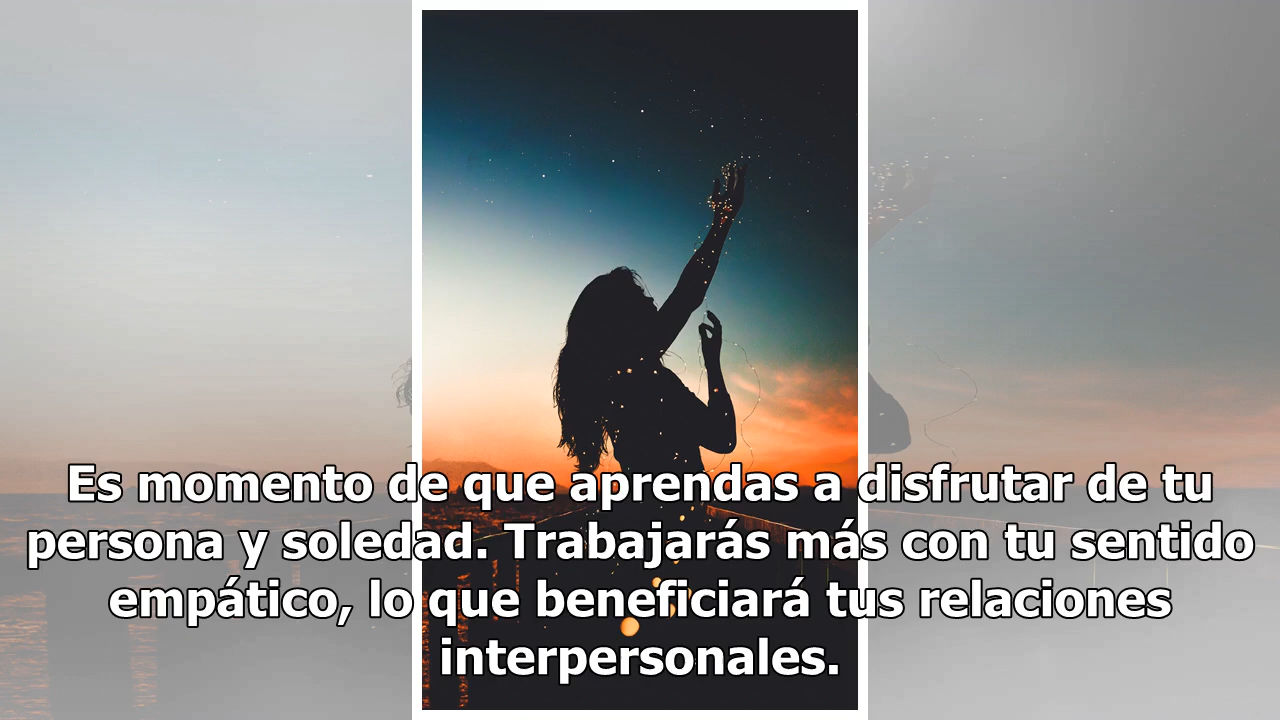 Es momento de que aprendas a disfrutar de tu
persona y soledad. Trabajarás más con tu sentido
empático, lo que beneficiará tus relaciones
interpersonales.